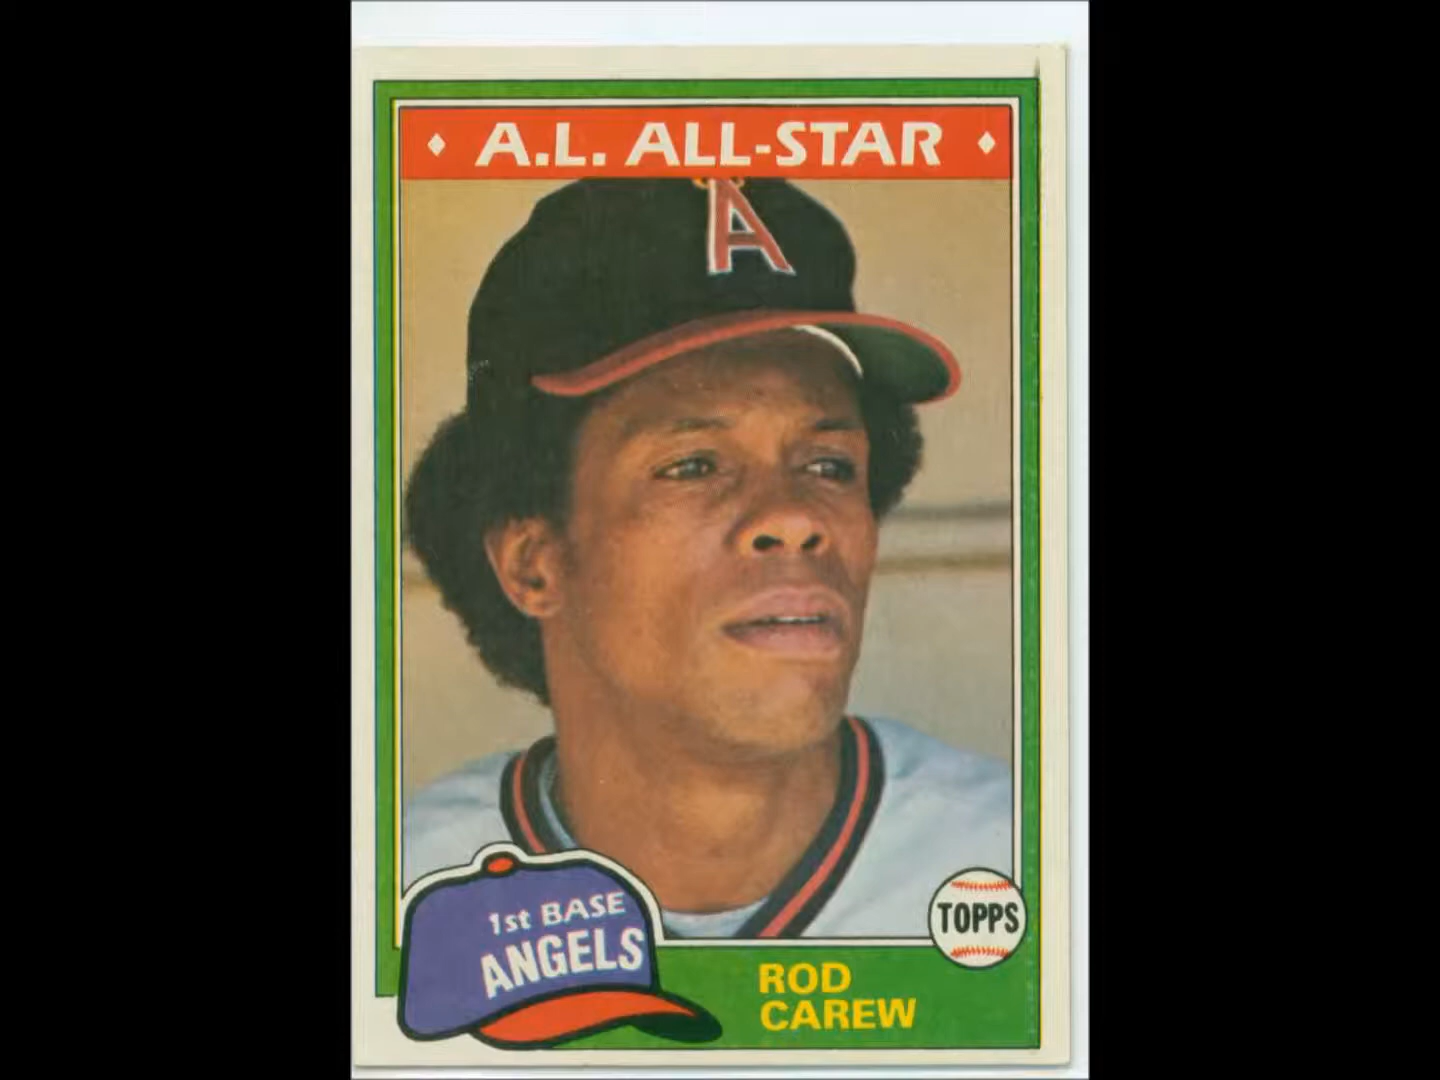 A.L. ALL-STAR
A
1st BASE
ANGELS
TOPPS
ROD
CAREW